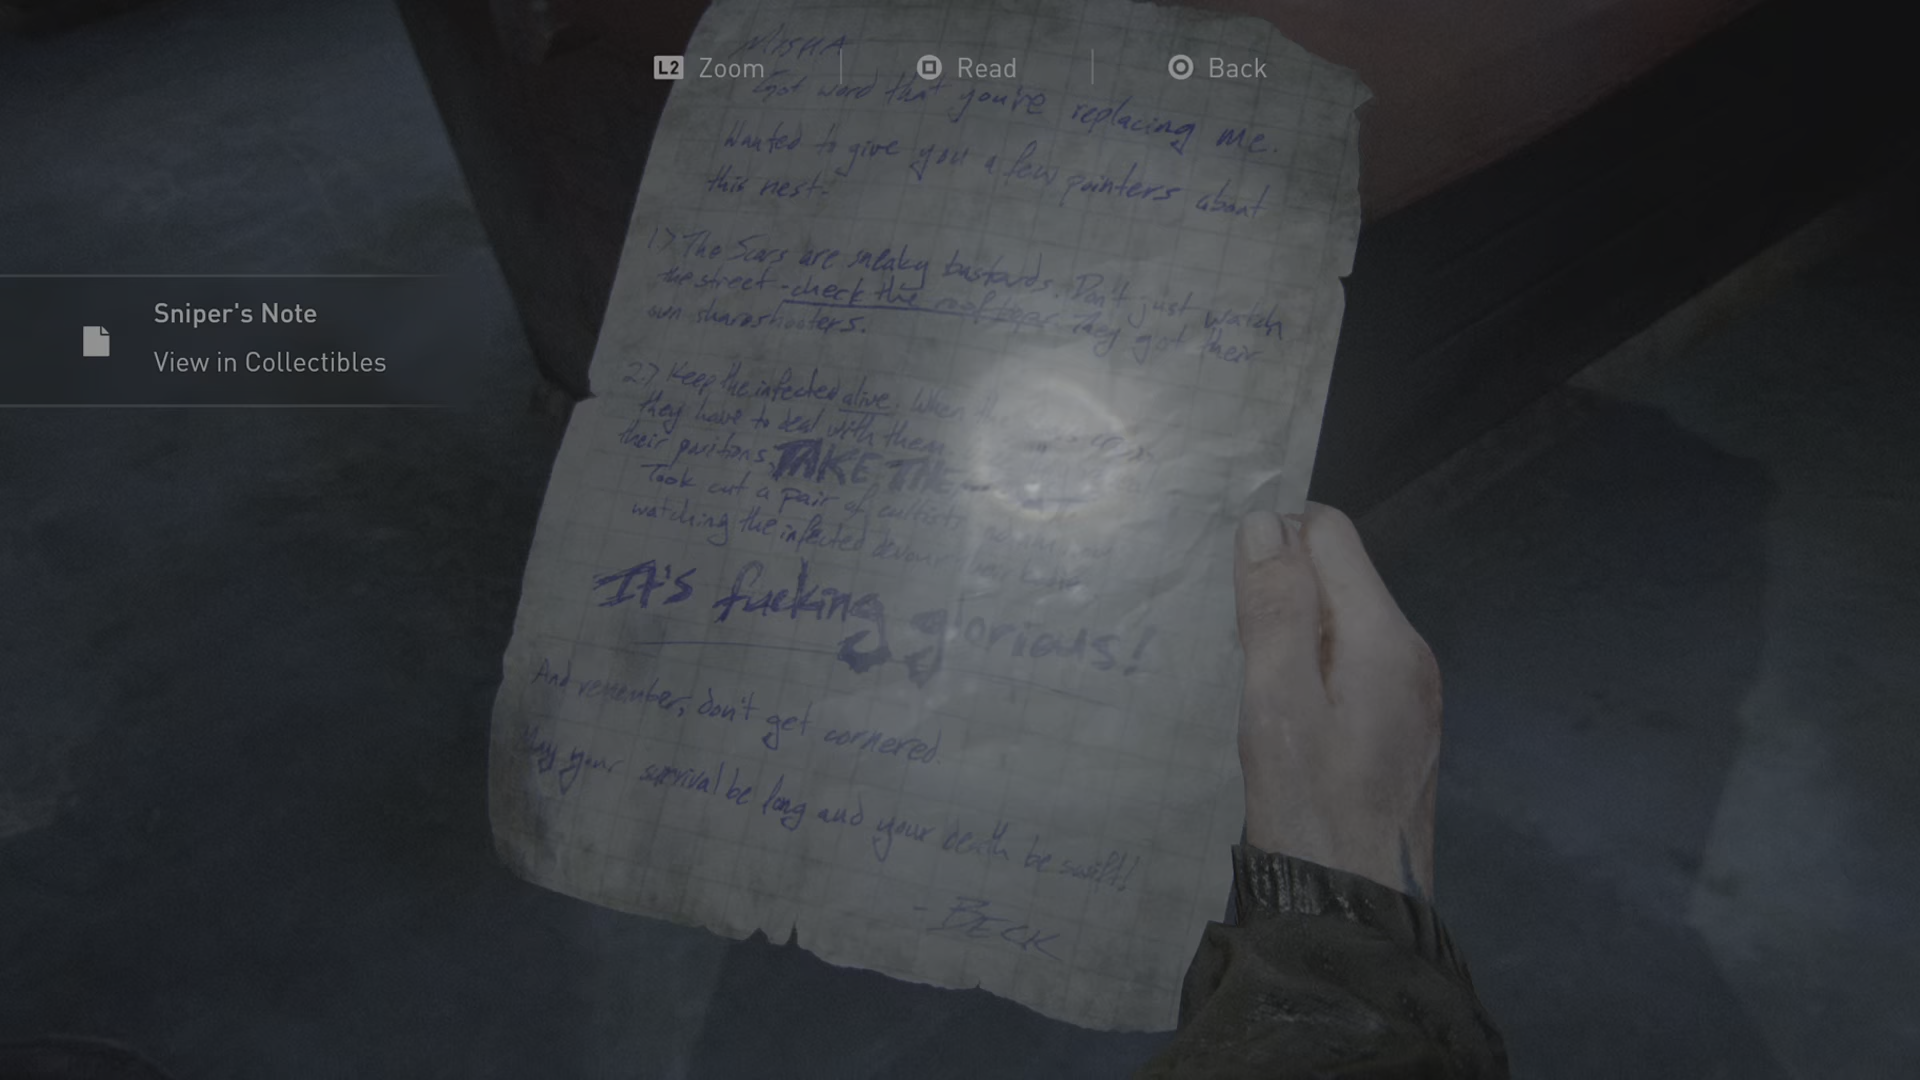 L2 Zoom
Read
Back
Sniper's Note
View in Collectibles
MISHA
Got word that you're replacing me.
Wanted to give you a few pointers about
this nest:
1.> The Scars are sneaky bastards. Don't just watch
the street - check the rooftops. They got their
own sharpshooters.
2.> Keep the infected alive. When
they have to deal with them
their positions. TAKE
Took out a pair of cultists
watching the infected devour
It's fucking glorious!
And remember, don't get cornered.
May your survival be long and your death be swift!
- BECK